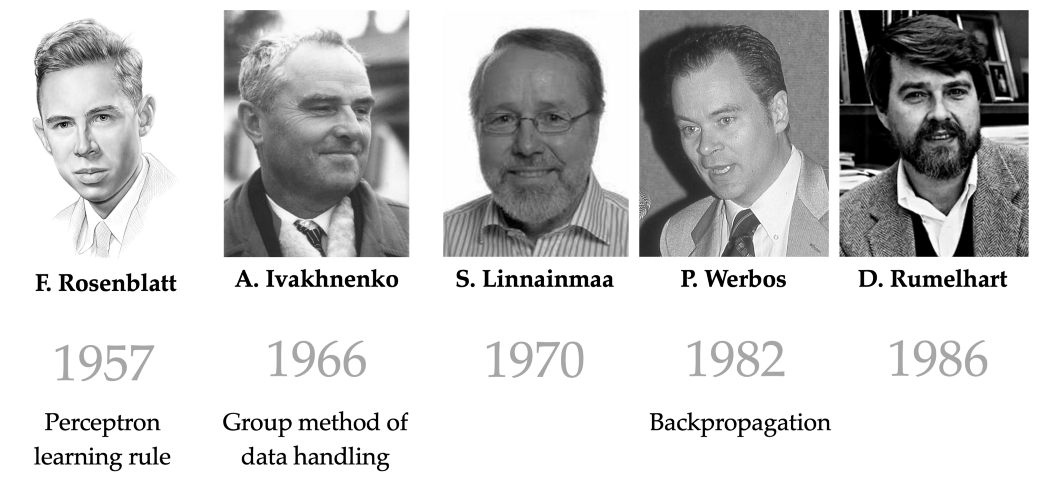 F. Rosenblatt
A. Ivakhnenko
S. Linnainmaa
P. Werbos
D. Rumelhart
1957
1966
1970
1982
1986
Perceptron
learning rule
Group method of
data handling
Backpropagation